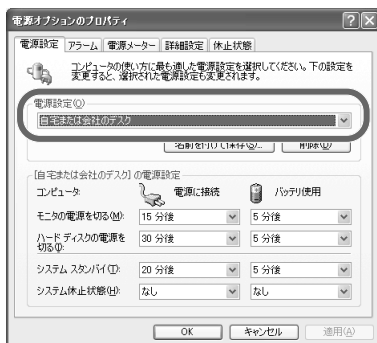 電源オプションのプロパティ
電源設定 アラーム 電源メーター 詳細設定 休止状態
コンピュータの使い方に最も適した電源設定を選択してください。下の設定を
変更すると、選択された電源設定も変更されます。
電源設定(O)
自宅または会社のデスク
名前を付けて保存(S)... 削除(D)
[自宅または会社のデスク] の電源設定
コンピュータ: 電源に接続 バッテリ使用
モニタの電源を切る(M): 15 分後 5 分後
ハード ディスクの電源を
切る(I): 30 分後 5 分後
システム スタンバイ(T): 20 分後 5 分後
システム休止状態(H): なし なし
OK キャンセル 適用(A)